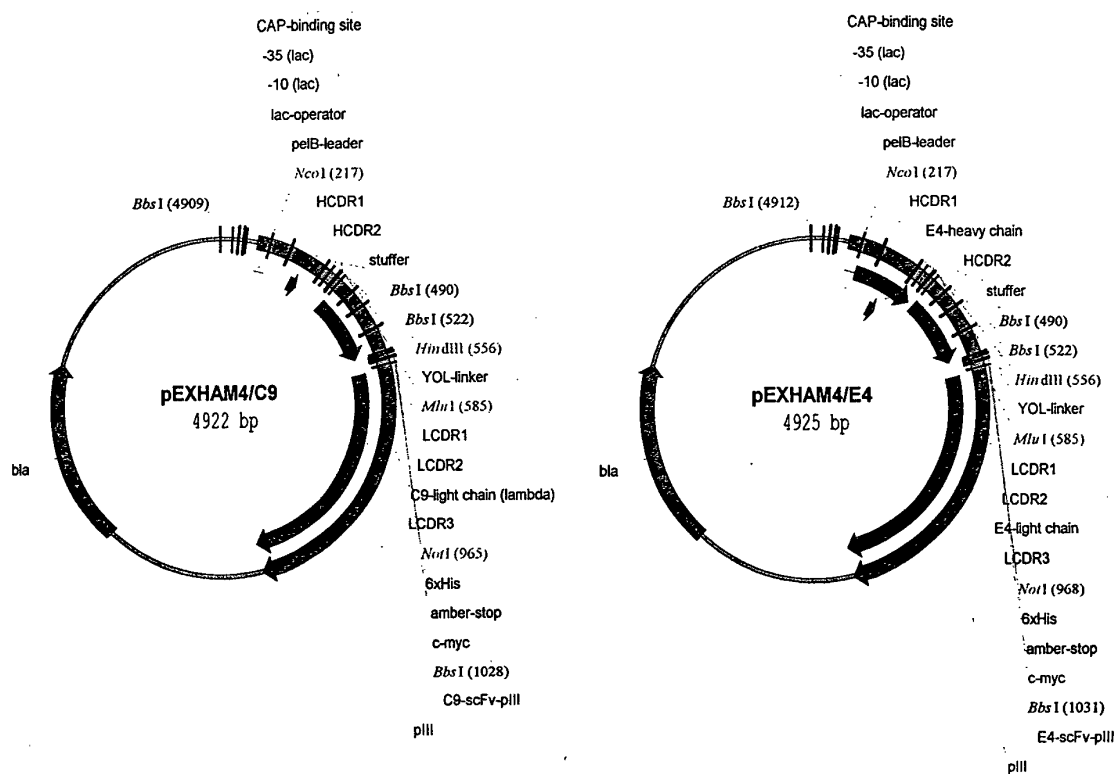 CAP-binding site
-35 (lac)
-10 (lac)
lac-operator
pelB-leader
NcoI (217)
BbsI (4909)
HCDR1
HCDR2
stuffer
BbsI (490)
BbsI (522)
HindIII (556)
YOL-linker
MluI (585)
LCDR1
LCDR2
C9-light chain (lambda)
LCDR3
NotI (965)
6xHis
amber-stop
c-myc
BbsI (1028)
C9-scFv-pIII
pIII
bla
pEXHAM4/C9
4922 bp
CAP-binding site
-35 (lac)
-10 (lac)
lac-operator
pelB-leader
NcoI (217)
BbsI (4912)
HCDR1
E4-heavy chain
HCDR2
stuffer
BbsI (490)
BbsI (522)
HindIII (556)
YOL-linker
MluI (585)
LCDR1
LCDR2
E4-light chain
LCDR3
NotI (968)
6xHis
amber-stop
c-myc
BbsI (1031)
E4-scFv-pIII
pIII
bla
pEXHAM4/E4
4925 bp